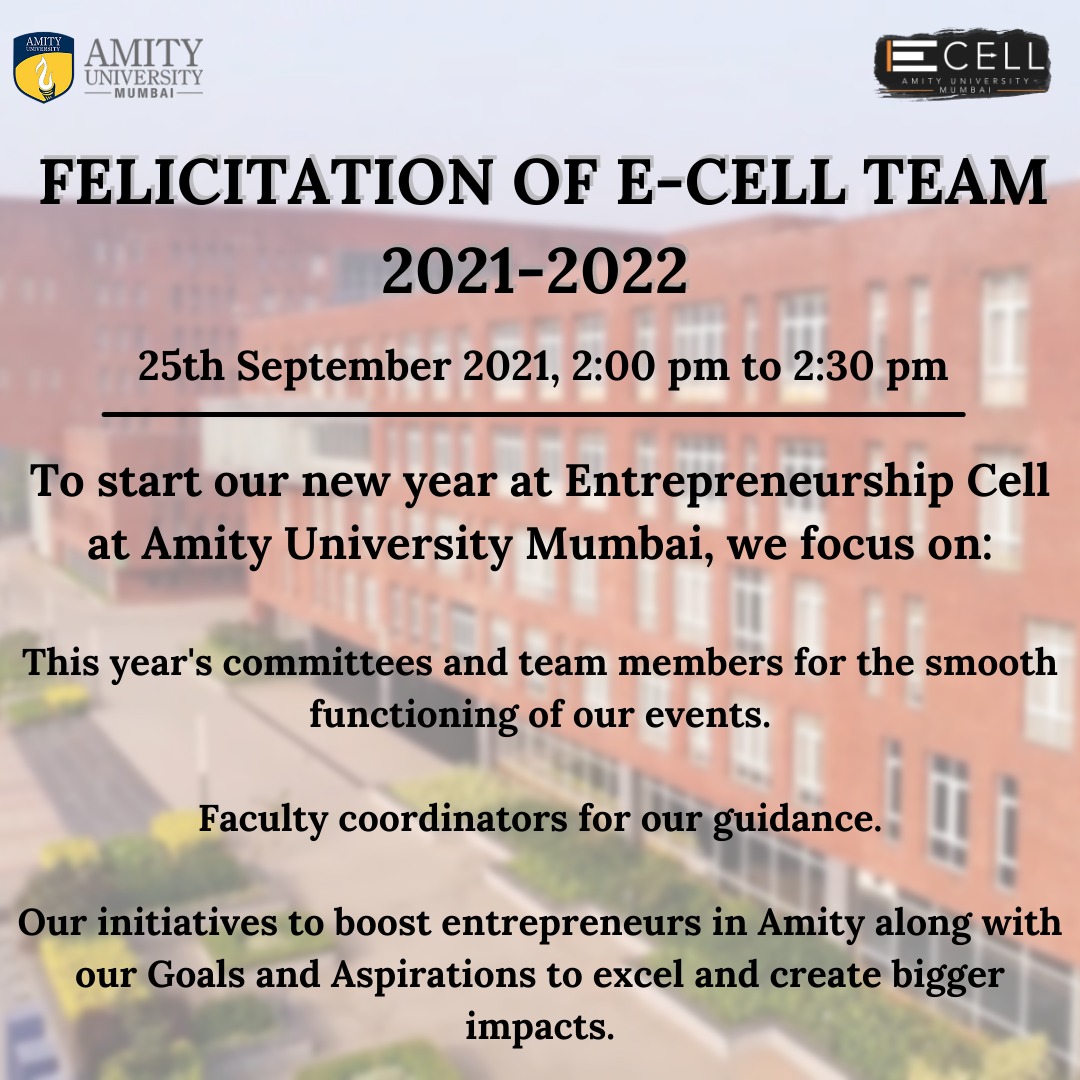 AMITY
UNIVERSITY
AMITY
UNIVERSITY
MUMBAI
ECELL
AMITY UNIVERSITY
MUMBAI
FELICITATION OF E-CELL TEAM
2021-2022
25th September 2021, 2:00 pm to 2:30 pm
To start our new year at Entrepreneurship Cell
at Amity University Mumbai, we focus on:
This year's committees and team members for the smooth
functioning of our events.
Faculty coordinators for our guidance.
Our initiatives to boost entrepreneurs in Amity along with
our Goals and Aspirations to excel and create bigger
impacts.